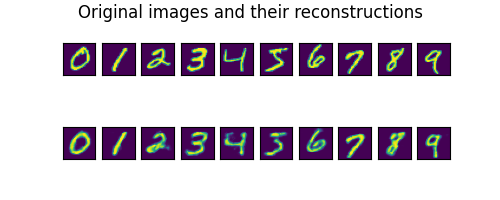 Original images and their reconstructions
0 1 2 3 4 5 6 7 8 9
0 1 2 3 4 5 6 7 8 9